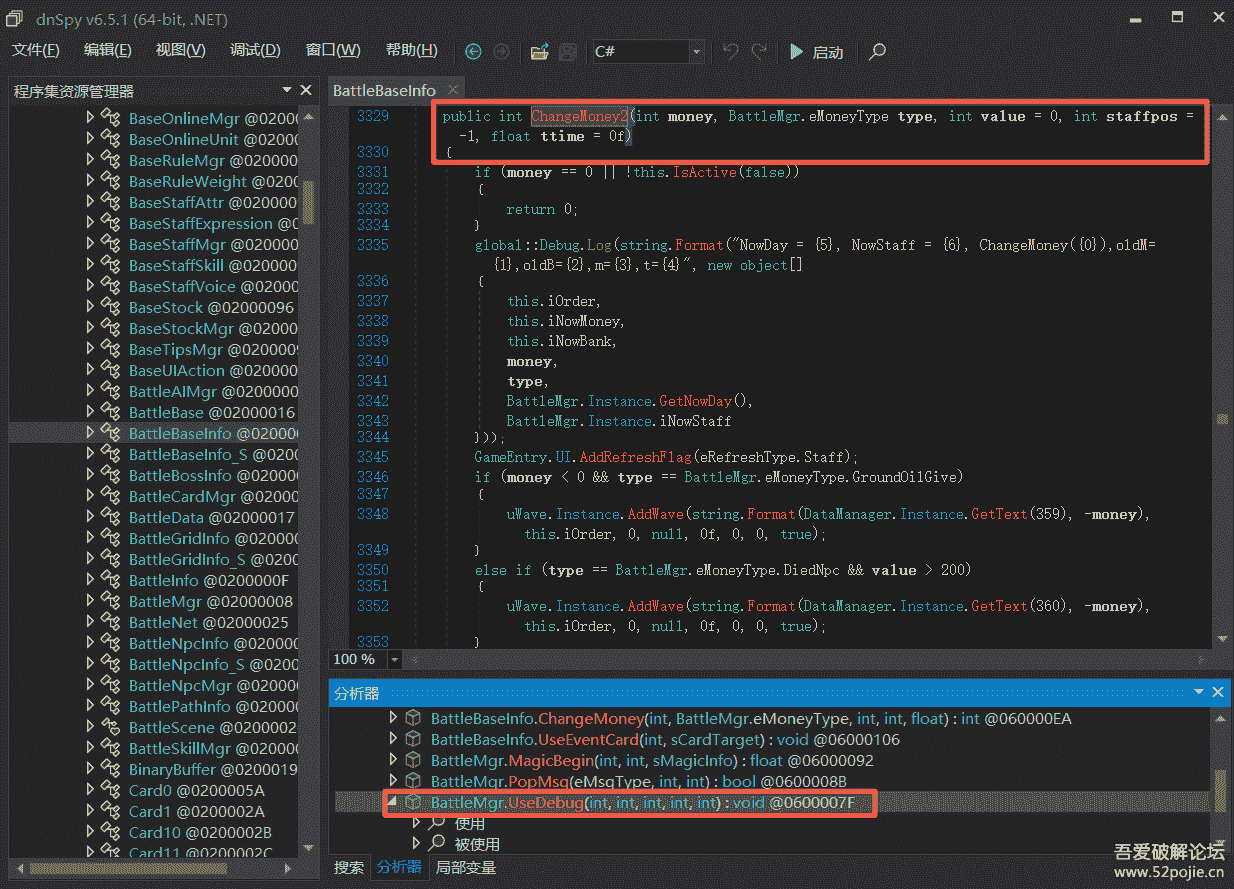 dnSpy v6.5.1 (64-bit, .NET)
文件(F) 编辑(E) 视图(V) 调试(D) 窗口(W) 帮助(H) C# 启动
程序集资源管理器
BaseOnlineMgr @02000
BaseOnlineUnit @0200
BaseRuleMgr @020000
BaseRuleWeight @0200
BaseStaffAttr @020000
BaseStaffExpression @0
BaseStaffMgr @020000
BaseStaffSkill @020000
BaseStaffVoice @02000
BaseStock @02000096
BaseStockMgr @02000
BaseTipsMgr @0200009
BaseUIAction @020000
BattleAIMgr @0200000
BattleBase @02000016
BattleBaseInfo @02000
BattleBaseInfo_S @0200
BattleBossInfo @02000
BattleCardMgr @02000
BattleData @02000017
BattleGridInfo @02000
BattleGridInfo_S @0200
BattleInfo @0200000F
BattleMgr @02000008
BattleNet @02000025
BattleNpcInfo @02000
BattleNpcInfo_S @0200
BattleNpcMgr @02000
BattlePathInfo @02000
BattleScene @0200002
BattleSkillMgr @02000
BinaryBuffer @0200019
Card0 @0200005A
Card1 @0200002A
Card10 @0200002B
Card11 @0200002C
BattleBaseInfo
3329 public int ChangeMoney2(int money, BattleMgr.eMoneyType type, int value = 0, int staffpos =
-1, float ttime = 0f)
3330 {
3331 if (money == 0 || !this.IsActive(false))
3332 {
3333 return 0;
3334 }
3335 global::Debug.Log(string.Format("NowDay = {5}, NowStaff = {6}, ChangeMoney({0}),oldM=
{1},oldB={2},m={3},t={4}", new object[]
3336 {
3337 this.iOrder,
3338 this.iNowMoney,
3339 this.iNowBank,
3340 money,
3341 type,
3342 BattleMgr.Instance.GetNowDay(),
3343 BattleMgr.Instance.iNowStaff
3344 }));
3345 GameEntry.UI.AddRefreshFlag(eRefreshType.Staff);
3346 if (money < 0 && type == BattleMgr.eMoneyType.GroundOilGive)
3347 {
3348 uWave.Instance.AddWave(string.Format(DataManager.Instance.GetText(359), -money),
this.iOrder, 0, null, 0f, 0, 0, true);
3349 }
3350 else if (type == BattleMgr.eMoneyType.DiedNpc && value > 200)
3351 {
3352 uWave.Instance.AddWave(string.Format(DataManager.Instance.GetText(360), -money),
this.iOrder, 0, null, 0f, 0, 0, true);
3353 }
100 %
分析器
BattleBaseInfo.ChangeMoney(int, BattleMgr.eMoneyType, int, int, float) : int @060000EA
BattleBaseInfo.UseEventCard(int, sCardTarget) : void @06000106
BattleMgr.MagicBegin(int, int, sMagicInfo) : float @06000092
BattleMgr.PopMsg(eMsgType, int, int) : bool @0600008B
BattleMgr.UseDebug(int, int, int, int, int) : void @0600007F
使用
被使用
搜索 分析器 局部变量
吾爱破解论坛
www.52pojie.cn